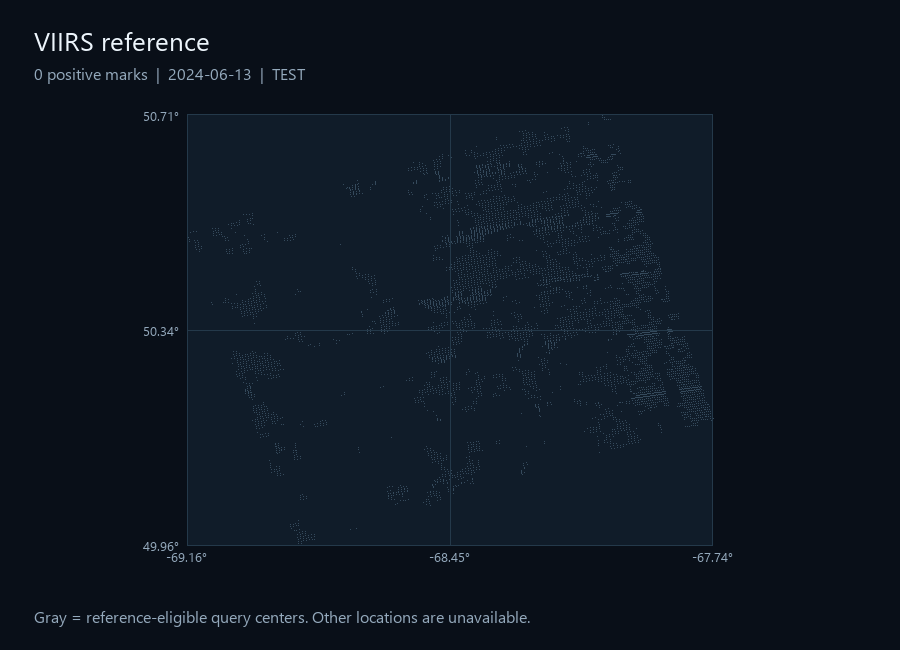 VIIRS reference
0 positive marks | 2024-06-13 | TEST
50.71°
50.34°
49.96°
-69.16°
-68.45°
-67.74°
Gray = reference-eligible query centers. Other locations are unavailable.